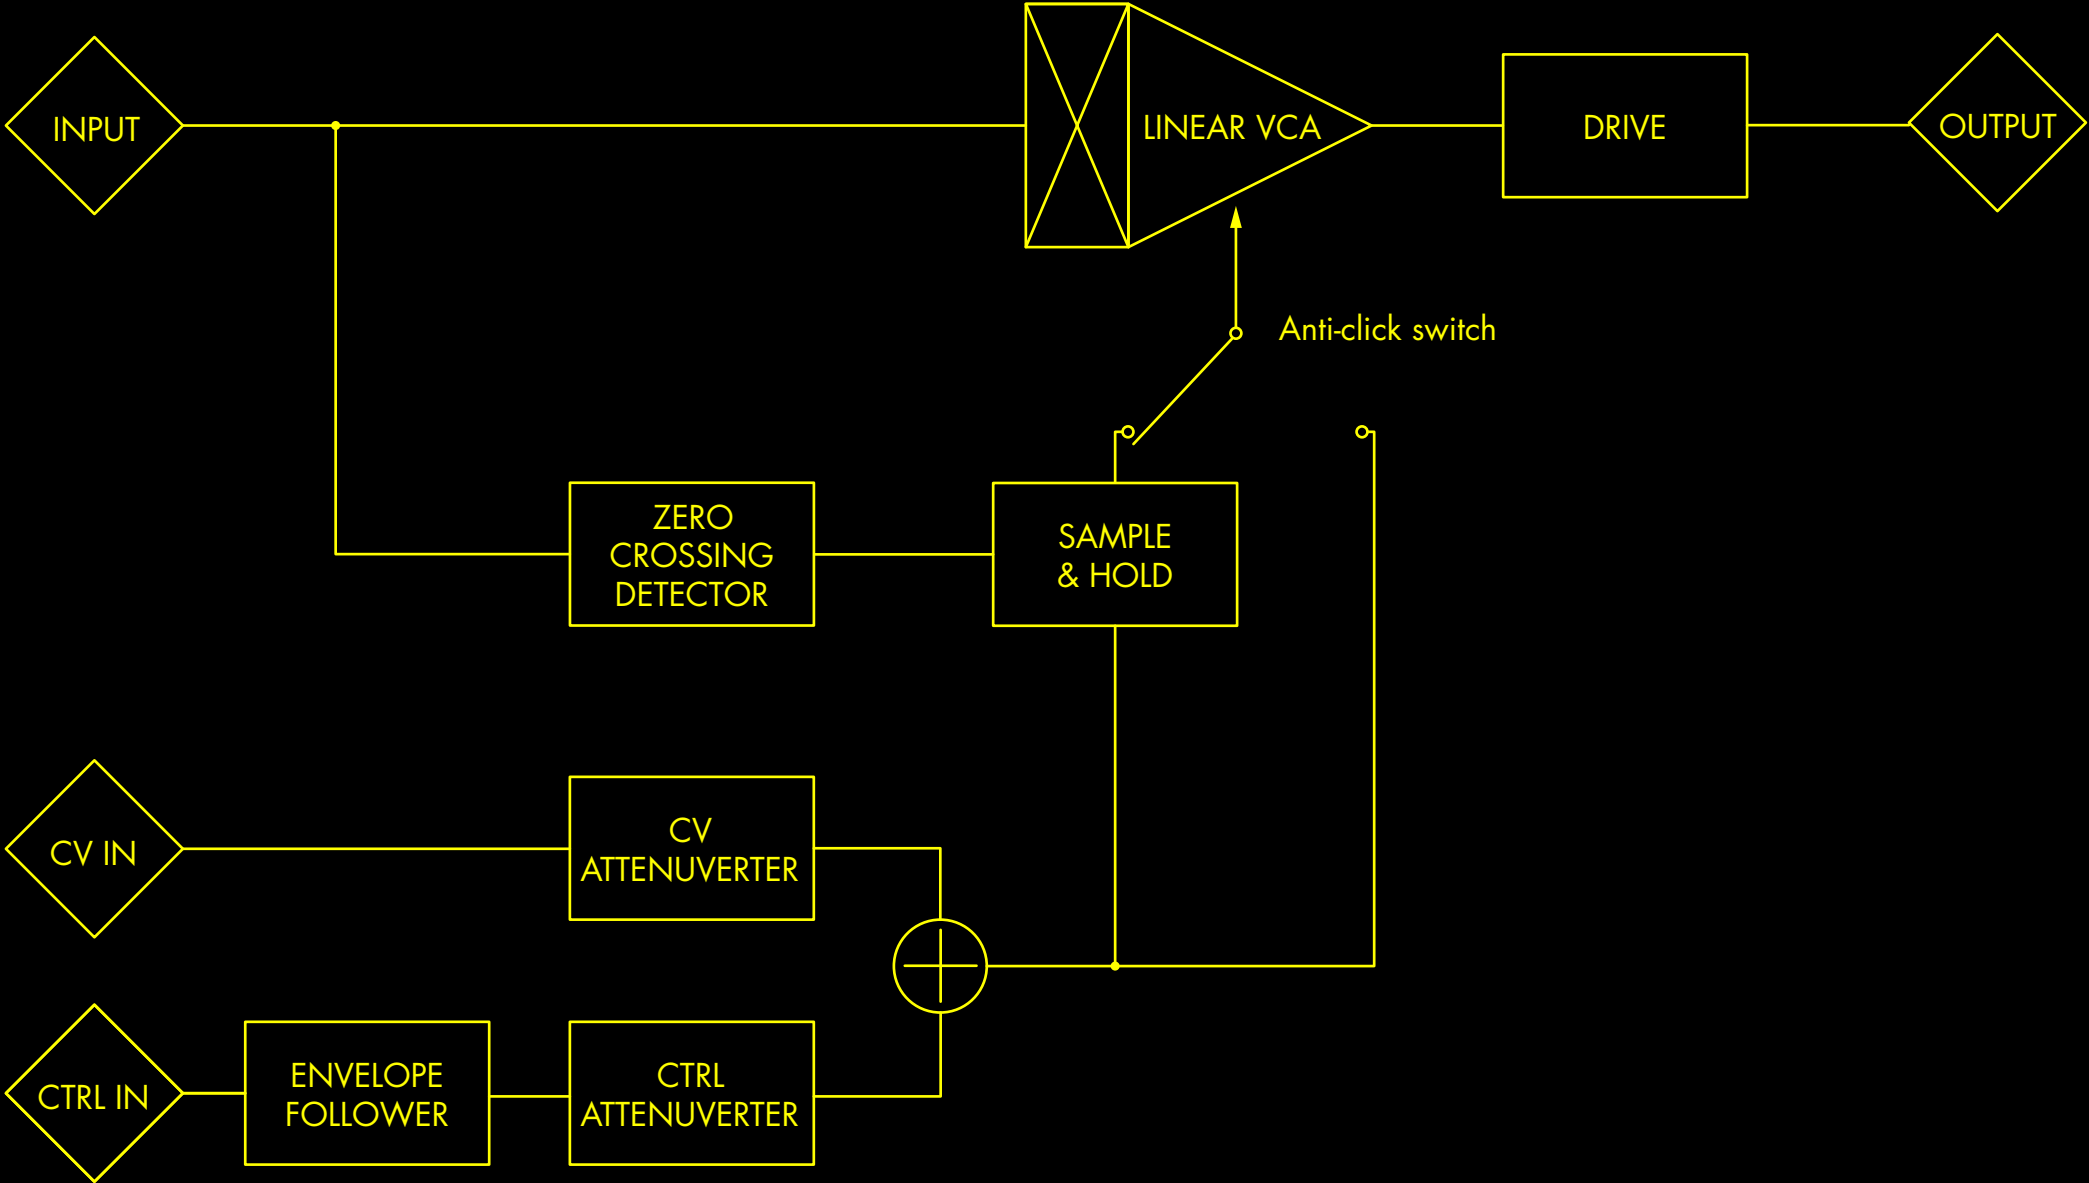 INPUT
LINEAR VCA
DRIVE
OUTPUT
Anti-click switch
ZERO
CROSSING
DETECTOR
SAMPLE
& HOLD
CV IN
CV
ATTENUVERTER
CTRL IN
ENVELOPE
FOLLOWER
CTRL
ATTENUVERTER